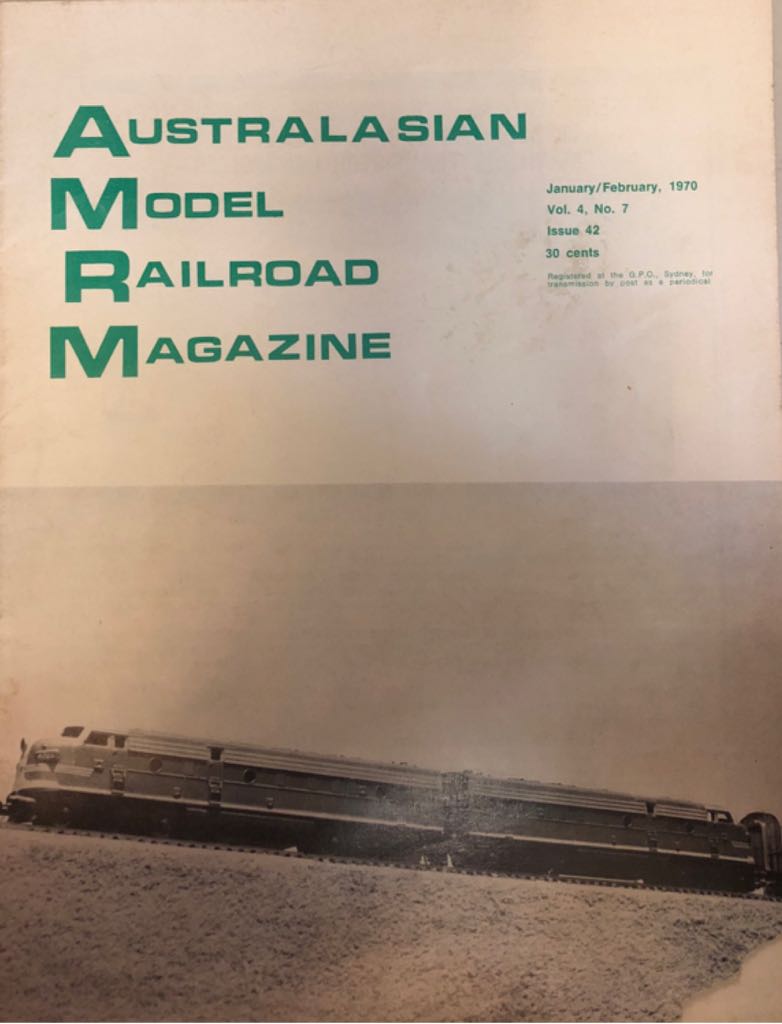 AUSTRALASIAN
MODEL
RAILROAD
MAGAZINE
January/February, 1970
Vol. 4, No. 7
Issue 42
30 cents
Registered at the G.P.O., Sydney, for
transmission by post as a periodical